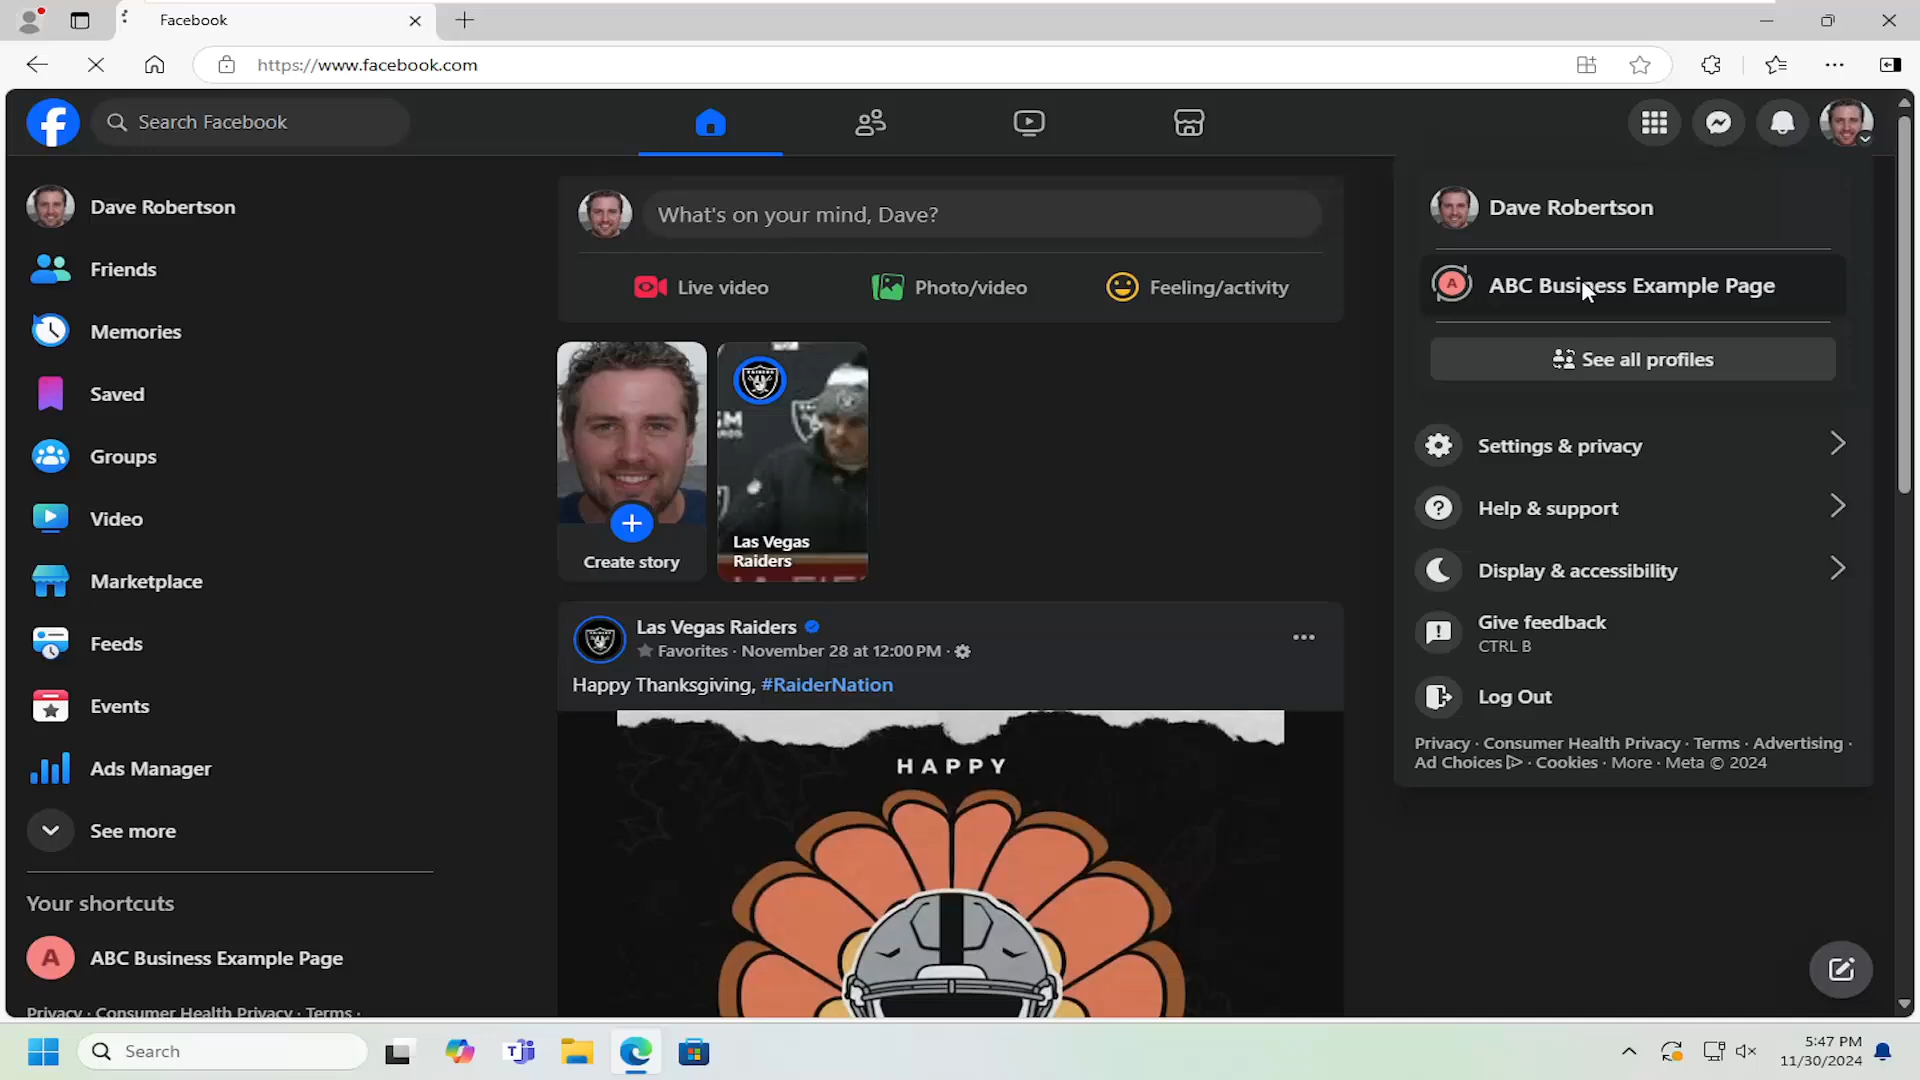 Facebook
https://www.facebook.com
Search Facebook
Dave Robertson
Friends
Memories
Saved
Groups
Video
Marketplace
Feeds
Events
Ads Manager
See more
Your shortcuts
A
ABC Business Example Page
Privacy · Consumer Health Privacy · Terms ·
What's on your mind, Dave?
Live video
Photo/video
Feeling/activity
Create story
Las Vegas
Raiders
Las Vegas Raiders
Favorites · November 28 at 12:00 PM ·
Happy Thanksgiving, #RaiderNation
HAPPY
Dave Robertson
A
ABC Business Example Page
See all profiles
Settings & privacy
Help & support
Display & accessibility
Give feedback
CTRL B
Log Out
Privacy · Consumer Health Privacy · Terms · Advertising ·
Ad Choices · Cookies · More · Meta © 2024
Search
5:47 PM
11/30/2024